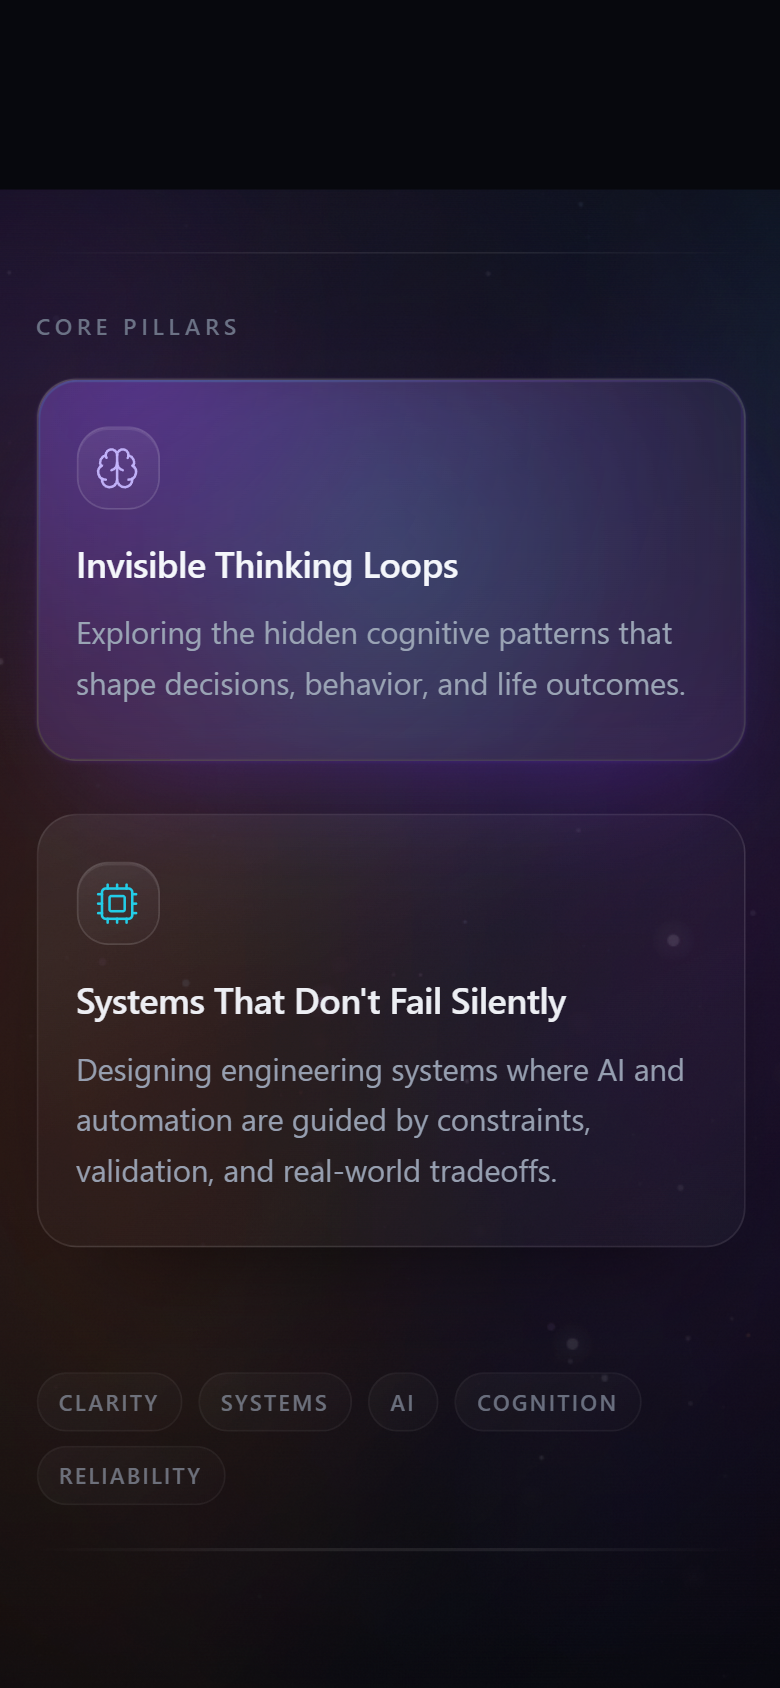 CORE PILLARS
Invisible Thinking Loops
Exploring the hidden cognitive patterns that
shape decisions, behavior, and life outcomes.
Systems That Don't Fail Silently
Designing engineering systems where AI and
automation are guided by constraints,
validation, and real-world tradeoffs.
CLARITY SYSTEMS AI COGNITION
RELIABILITY